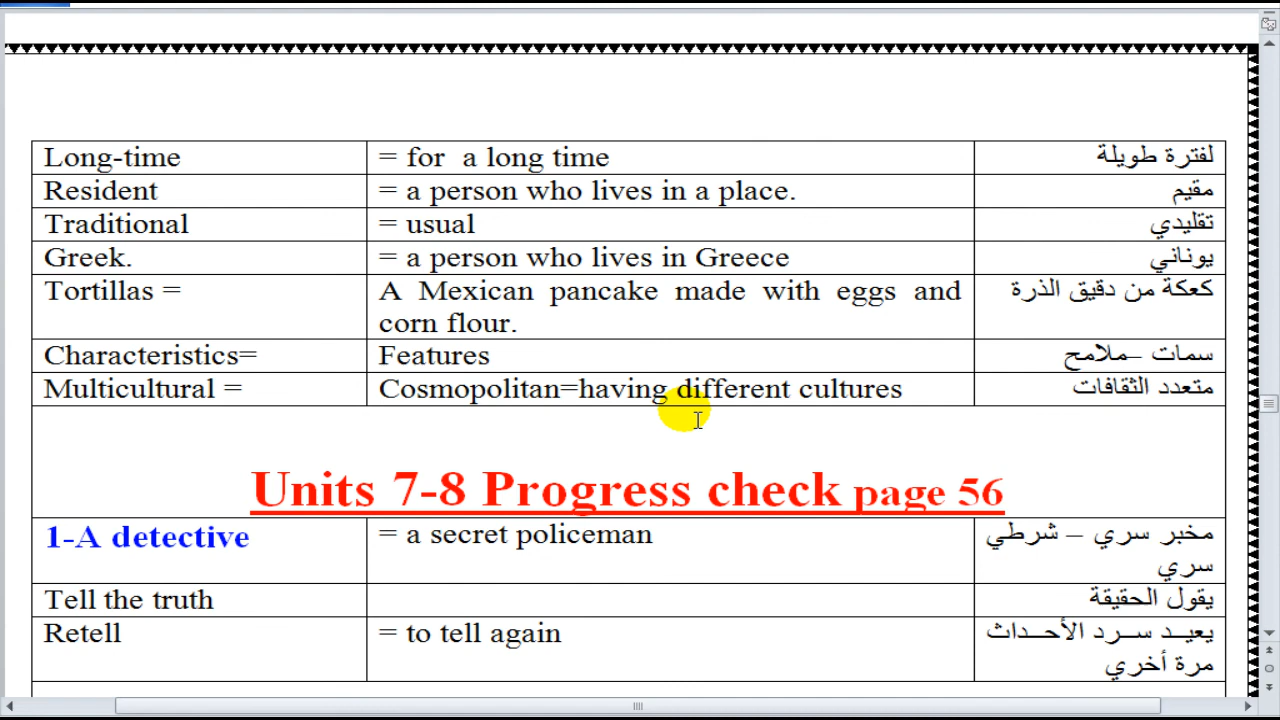 Long-time = for a long time لفترة طويلة
Resident = a person who lives in a place. مقيم
Traditional = usual تقليدي
Greek. = a person who lives in Greece يوناني
Tortillas = A Mexican pancake made with eggs and كعكة من دقيق الذرة
corn flour.
Characteristics= Features سمات –ملامح
Multicultural = Cosmopolitan=having different cultures متعدد الثقافات
Units 7-8 Progress check page 56
1-A detective = a secret policeman مخبر سري – شرطي
سري
Tell the truth يقول الحقيقة
Retell = to tell again يعيــد ســرد الأحــداث
مرة أخري